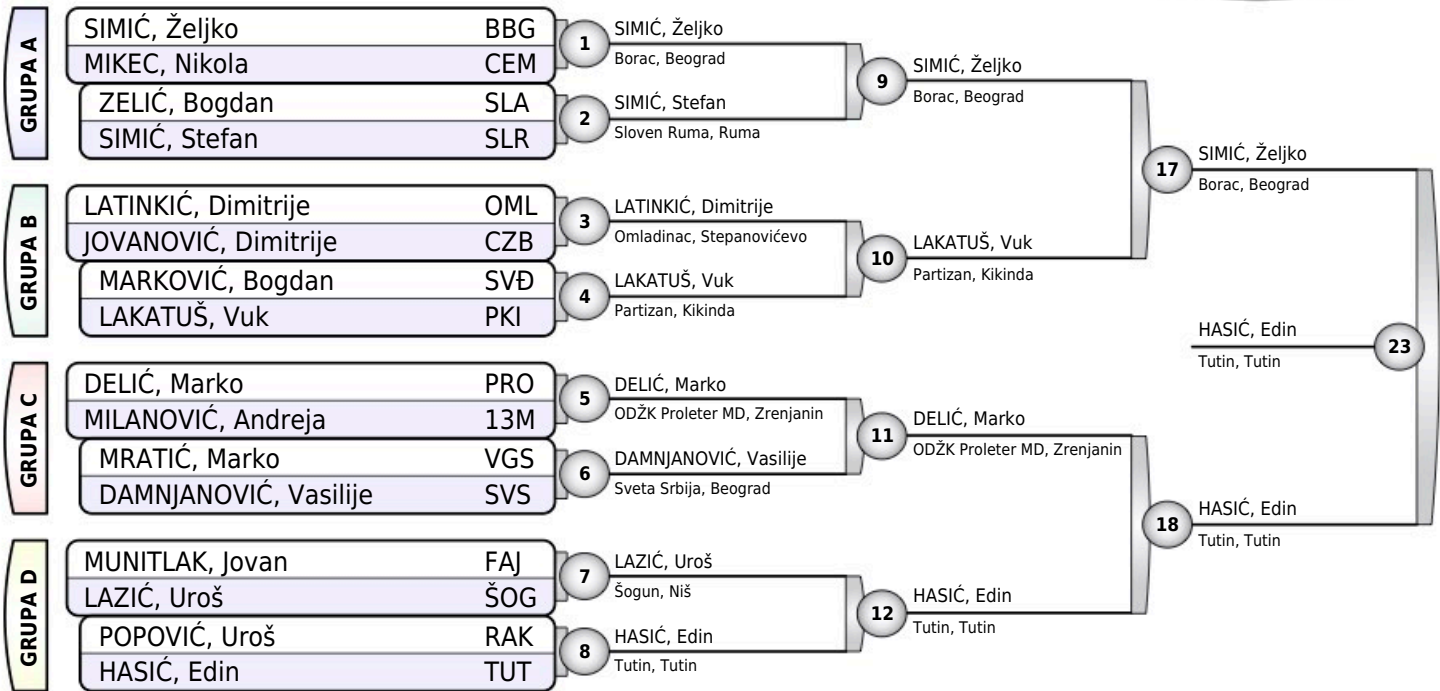 GRUPA A
SIMIĆ, Željko BBG
MIKEC, Nikola CEM
ZELIĆ, Bogdan SLA
SIMIĆ, Stefan SLR
GRUPA B
LATINKIĆ, Dimitrije OML
JOVANOVIĆ, Dimitrije CZB
MARKOVIĆ, Bogdan SVĐ
LAKATUŠ, Vuk PKI
GRUPA C
DELIĆ, Marko PRO
MILANOVIĆ, Andreja 13M
MRATIĆ, Marko VGS
DAMNJANOVIĆ, Vasilije SVS
GRUPA D
MUNITLAK, Jovan FAJ
LAZIĆ, Uroš ŠOG
POPOVIĆ, Uroš RAK
HASIĆ, Edin TUT
1
SIMIĆ, Željko
Borac, Beograd
2
SIMIĆ, Stefan
Sloven Ruma, Ruma
3
LATINKIĆ, Dimitrije
Omladinac, Stepanovićevo
4
LAKATUŠ, Vuk
Partizan, Kikinda
5
DELIĆ, Marko
ODŽK Proleter MD, Zrenjanin
6
DAMNJANOVIĆ, Vasilije
Sveta Srbija, Beograd
7
LAZIĆ, Uroš
Šogun, Niš
8
HASIĆ, Edin
Tutin, Tutin
9
SIMIĆ, Željko
Borac, Beograd
10
LAKATUŠ, Vuk
Partizan, Kikinda
11
DELIĆ, Marko
ODŽK Proleter MD, Zrenjanin
12
HASIĆ, Edin
Tutin, Tutin
17
SIMIĆ, Željko
Borac, Beograd
18
HASIĆ, Edin
Tutin, Tutin
HASIĆ, Edin
Tutin, Tutin
23